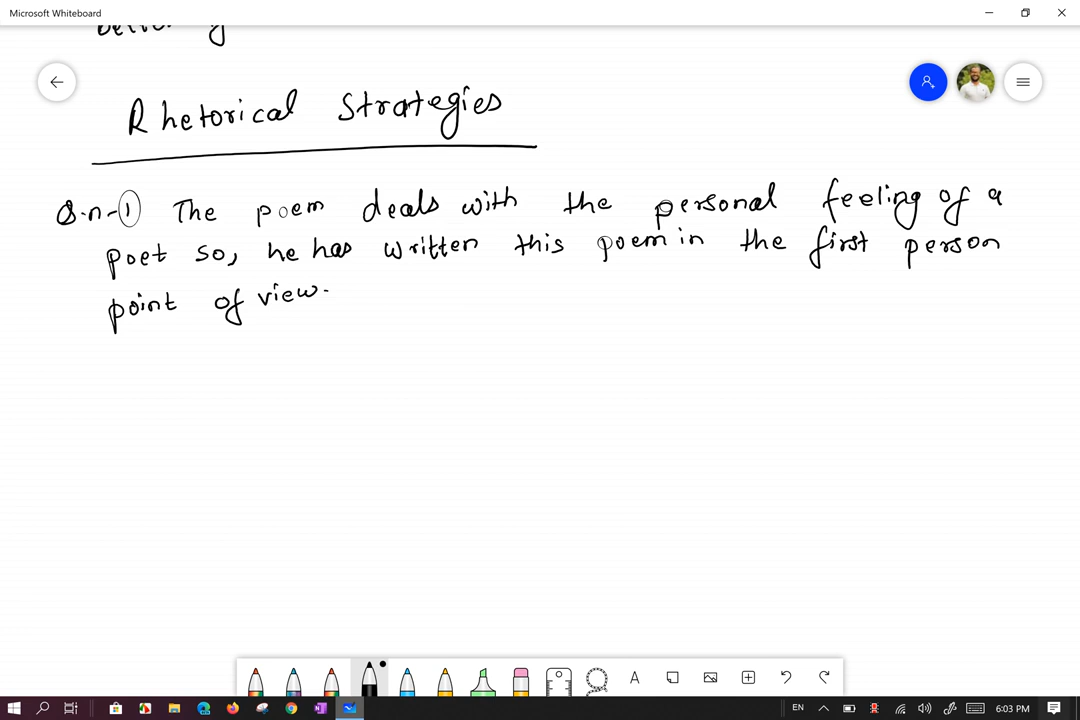 Microsoft Whiteboard
Rhetorical Strategies
Q.n-① The poem deals with the personal feeling of a
poet so, he has written this poem in the first person
point of view.
A
EN
6:03 PM